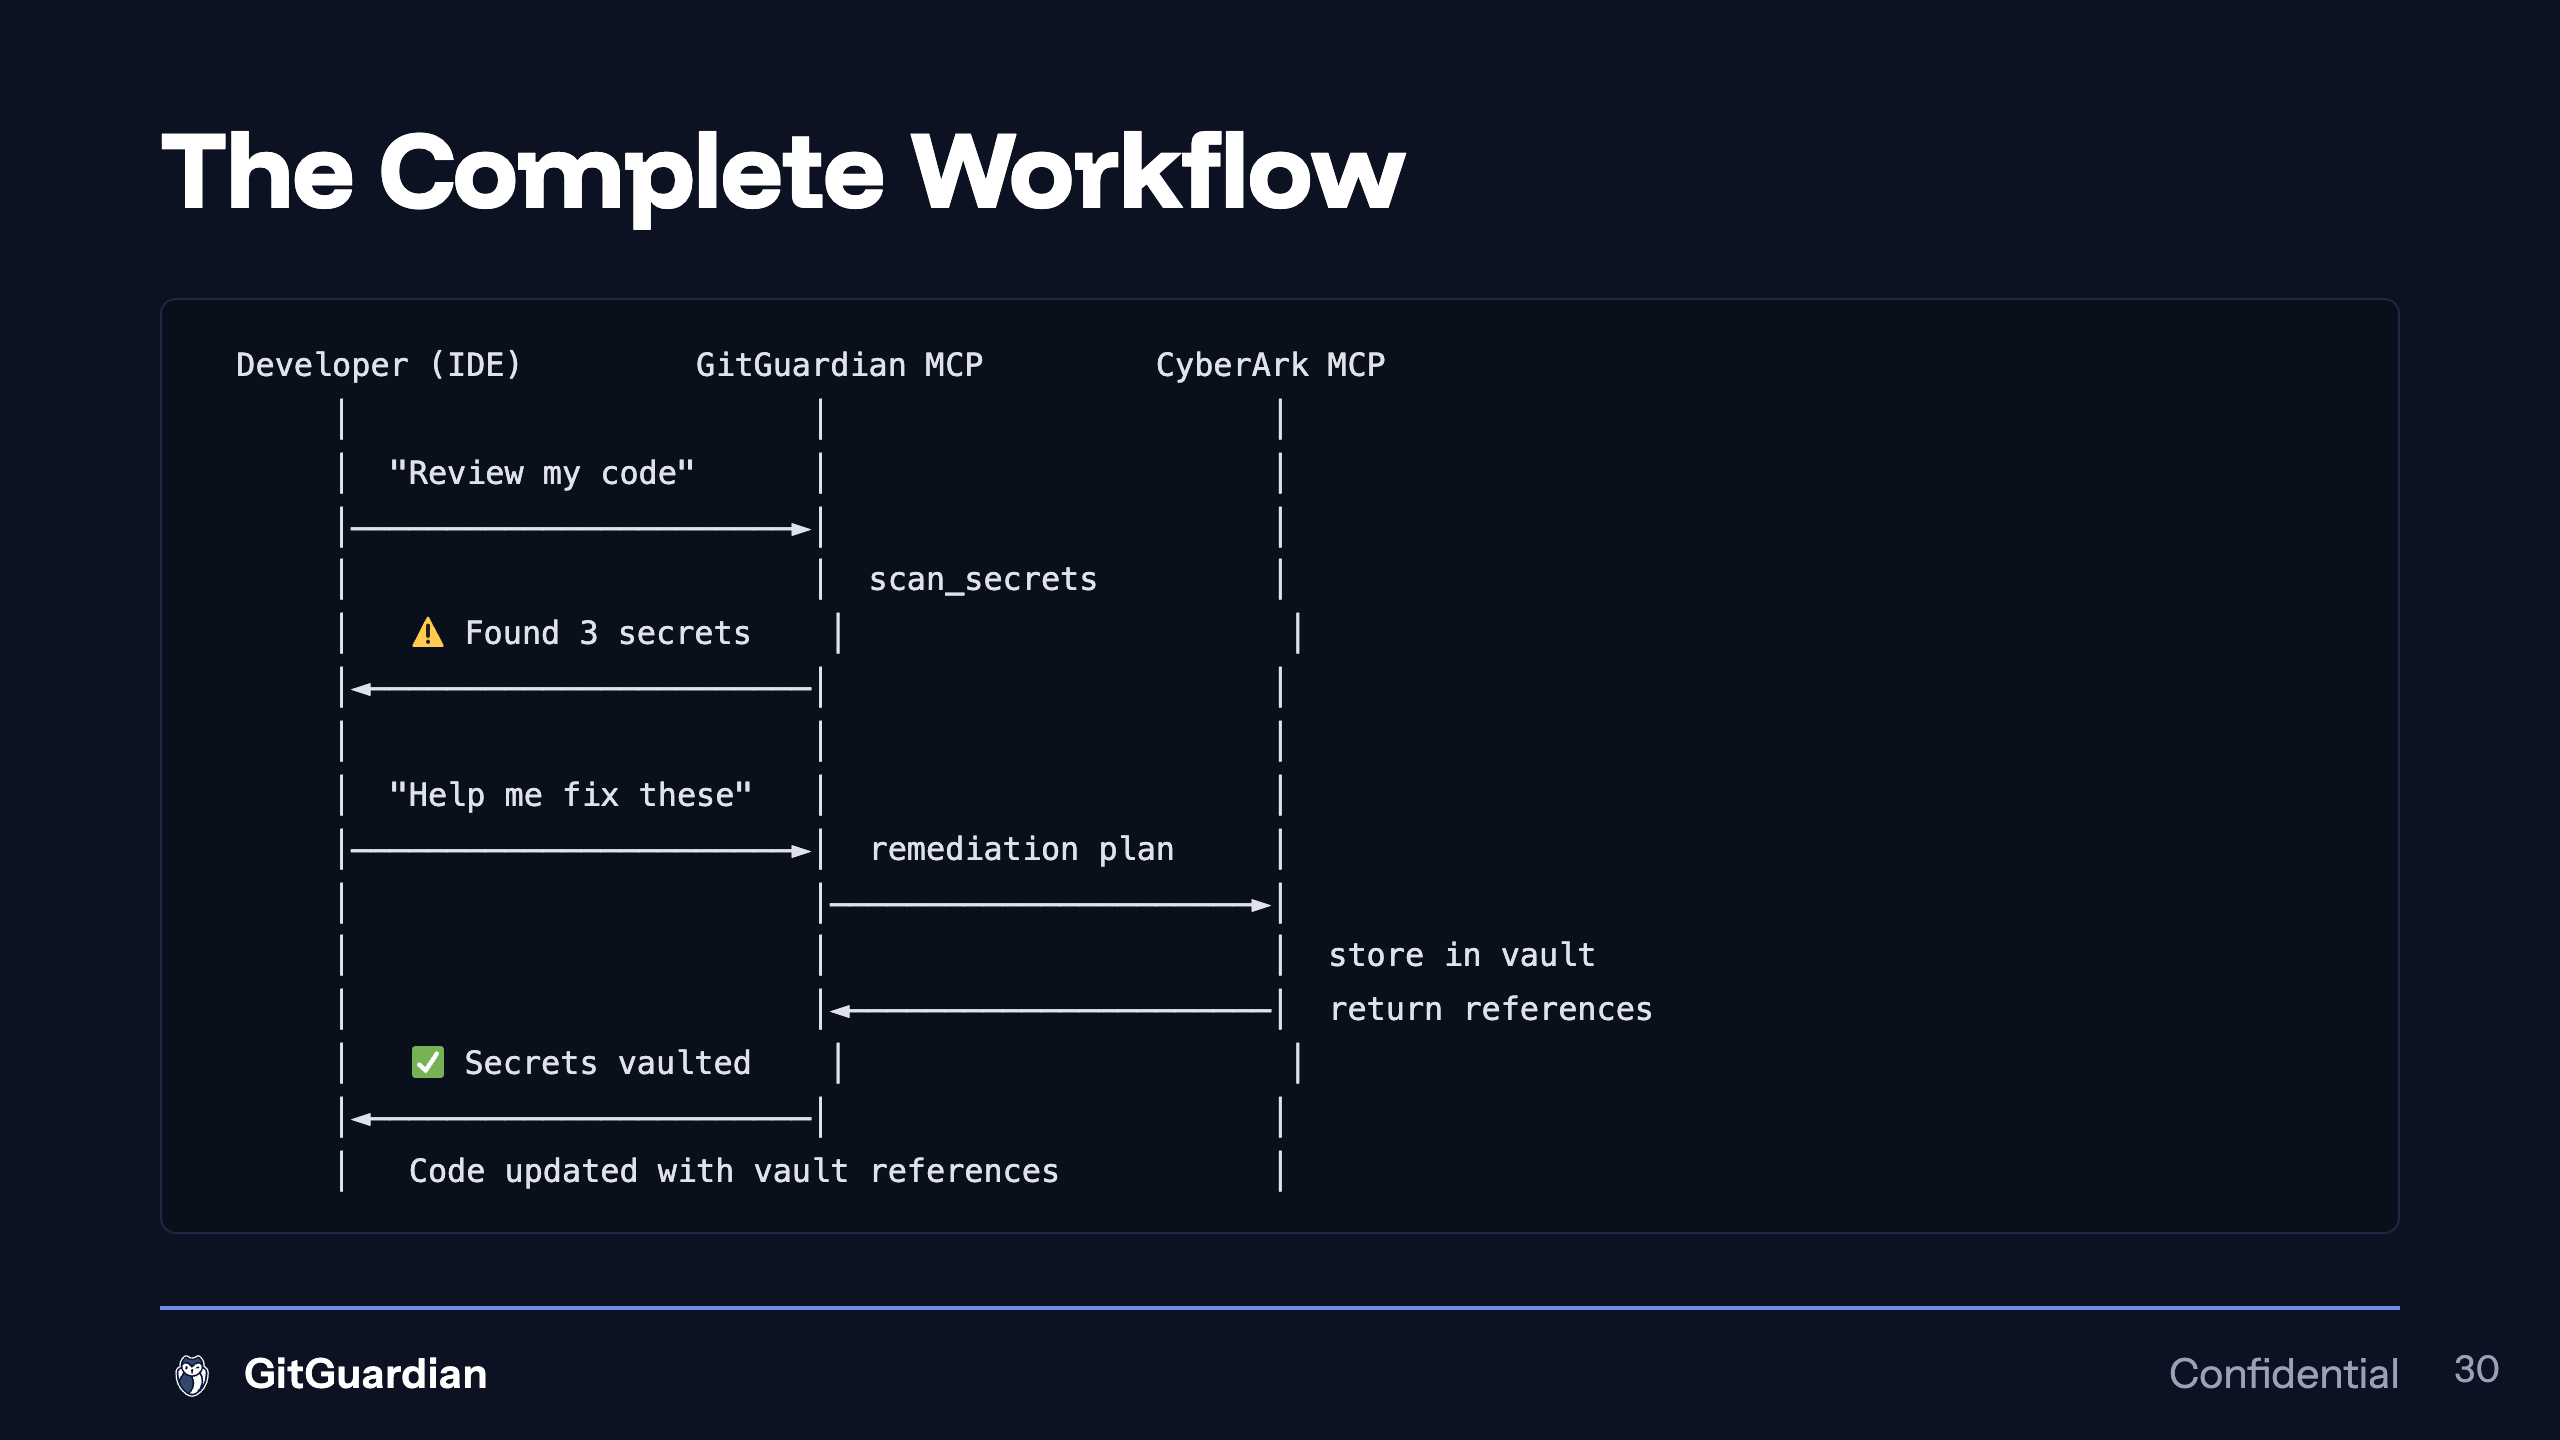 The Complete Workflow
Developer (IDE) GitGuardian MCP CyberArk MCP
"Review my code"
scan_secrets
⚠️ Found 3 secrets
"Help me fix these"
remediation plan
store in vault
return references
✅ Secrets vaulted
Code updated with vault references
GitGuardian
Confidential 30